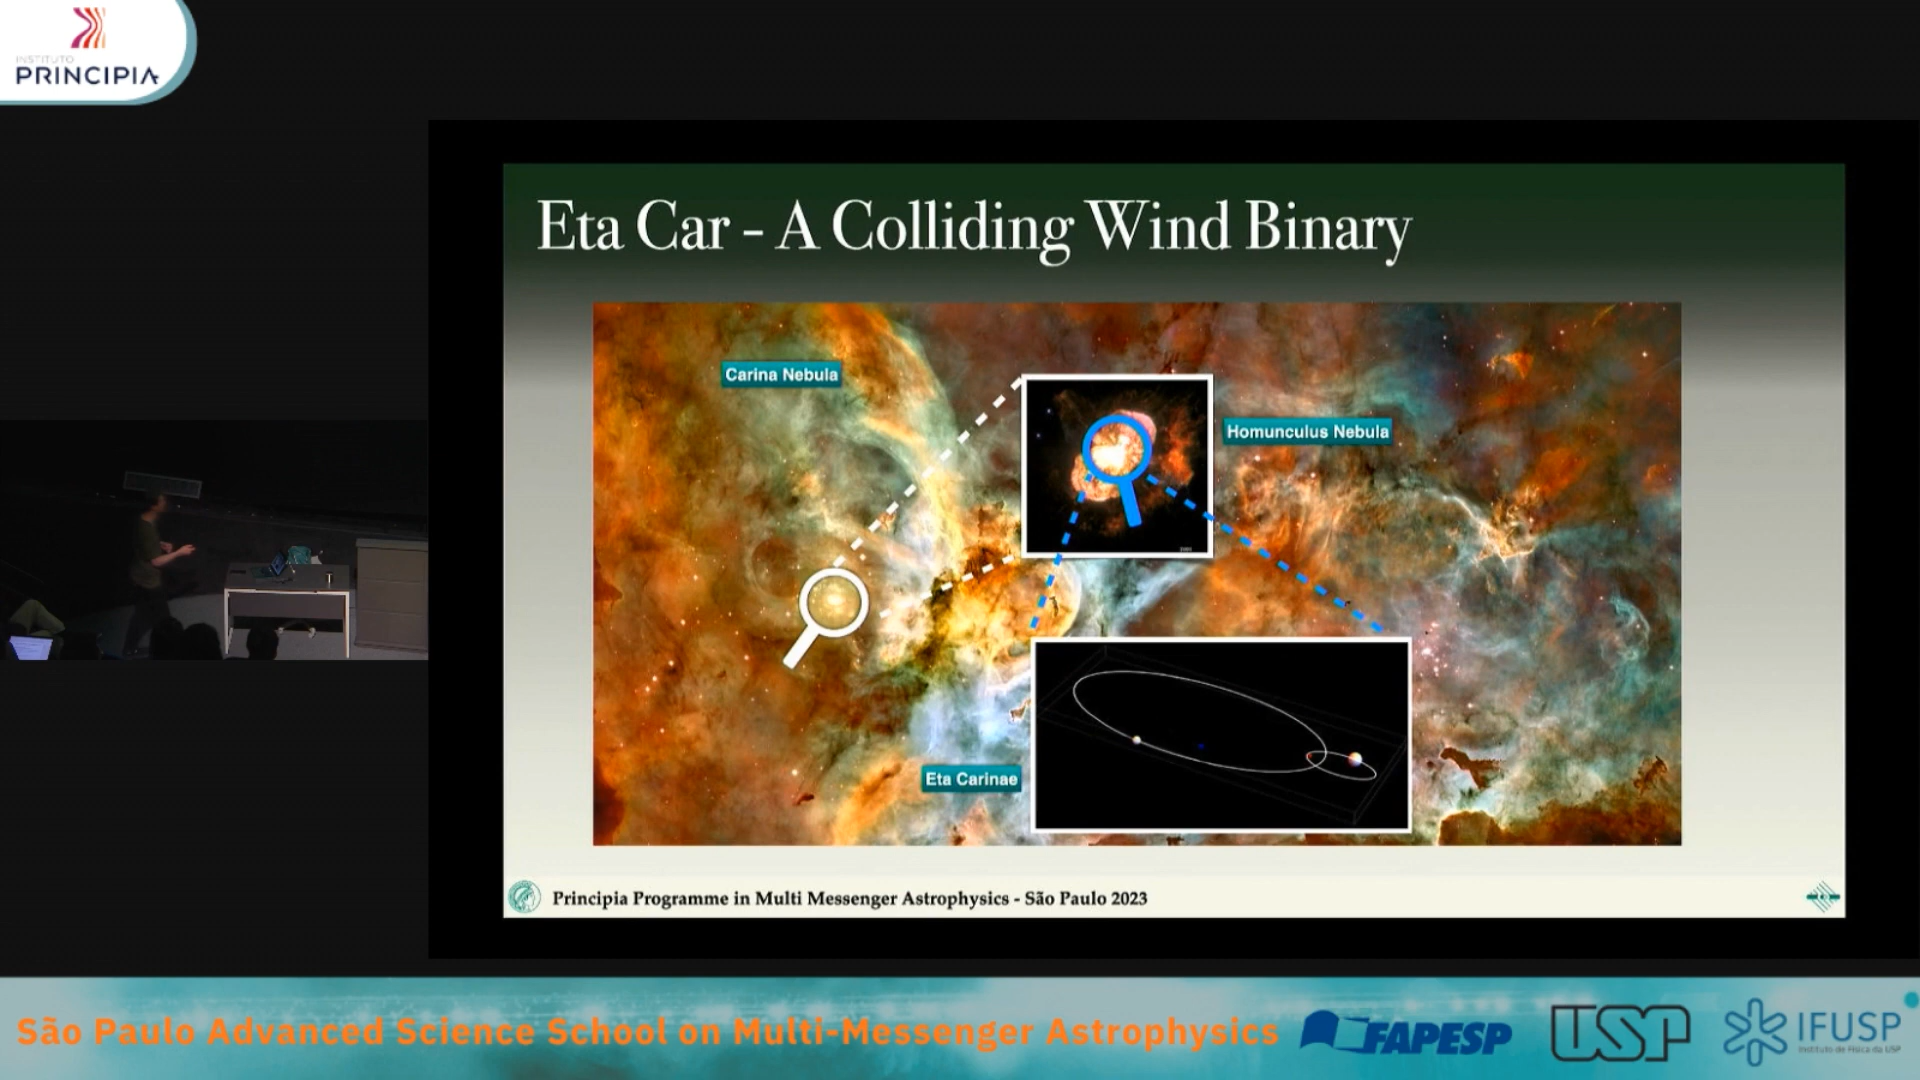 INSTITUTO
PRINCIPIA
Eta Car - A Colliding Wind Binary
Carina Nebula
Homunculus Nebula
Eta Carinae
Principia Programme in Multi Messenger Astrophysics - São Paulo 2023
São Paulo Advanced Science School on Multi-Messenger Astrophysics
FAPESP
USP
IFUSP
Instituto de Física da USP